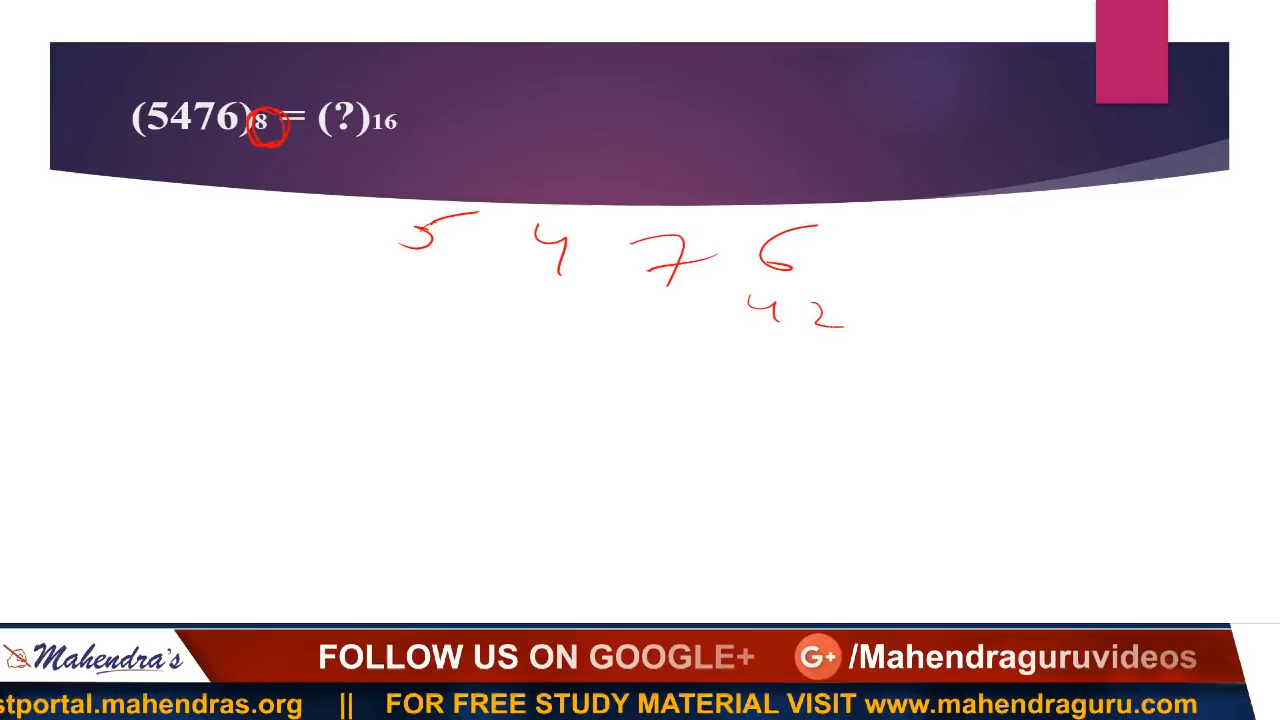 (5476)8 = (?)16
5 4 7 6
4 2
Mahendra's FOLLOW US ON GOOGLE+ G+ /Mahendraguruvideos
stportal.mahendras.org || FOR FREE STUDY MATERIAL VISIT www.mahendraguru.com